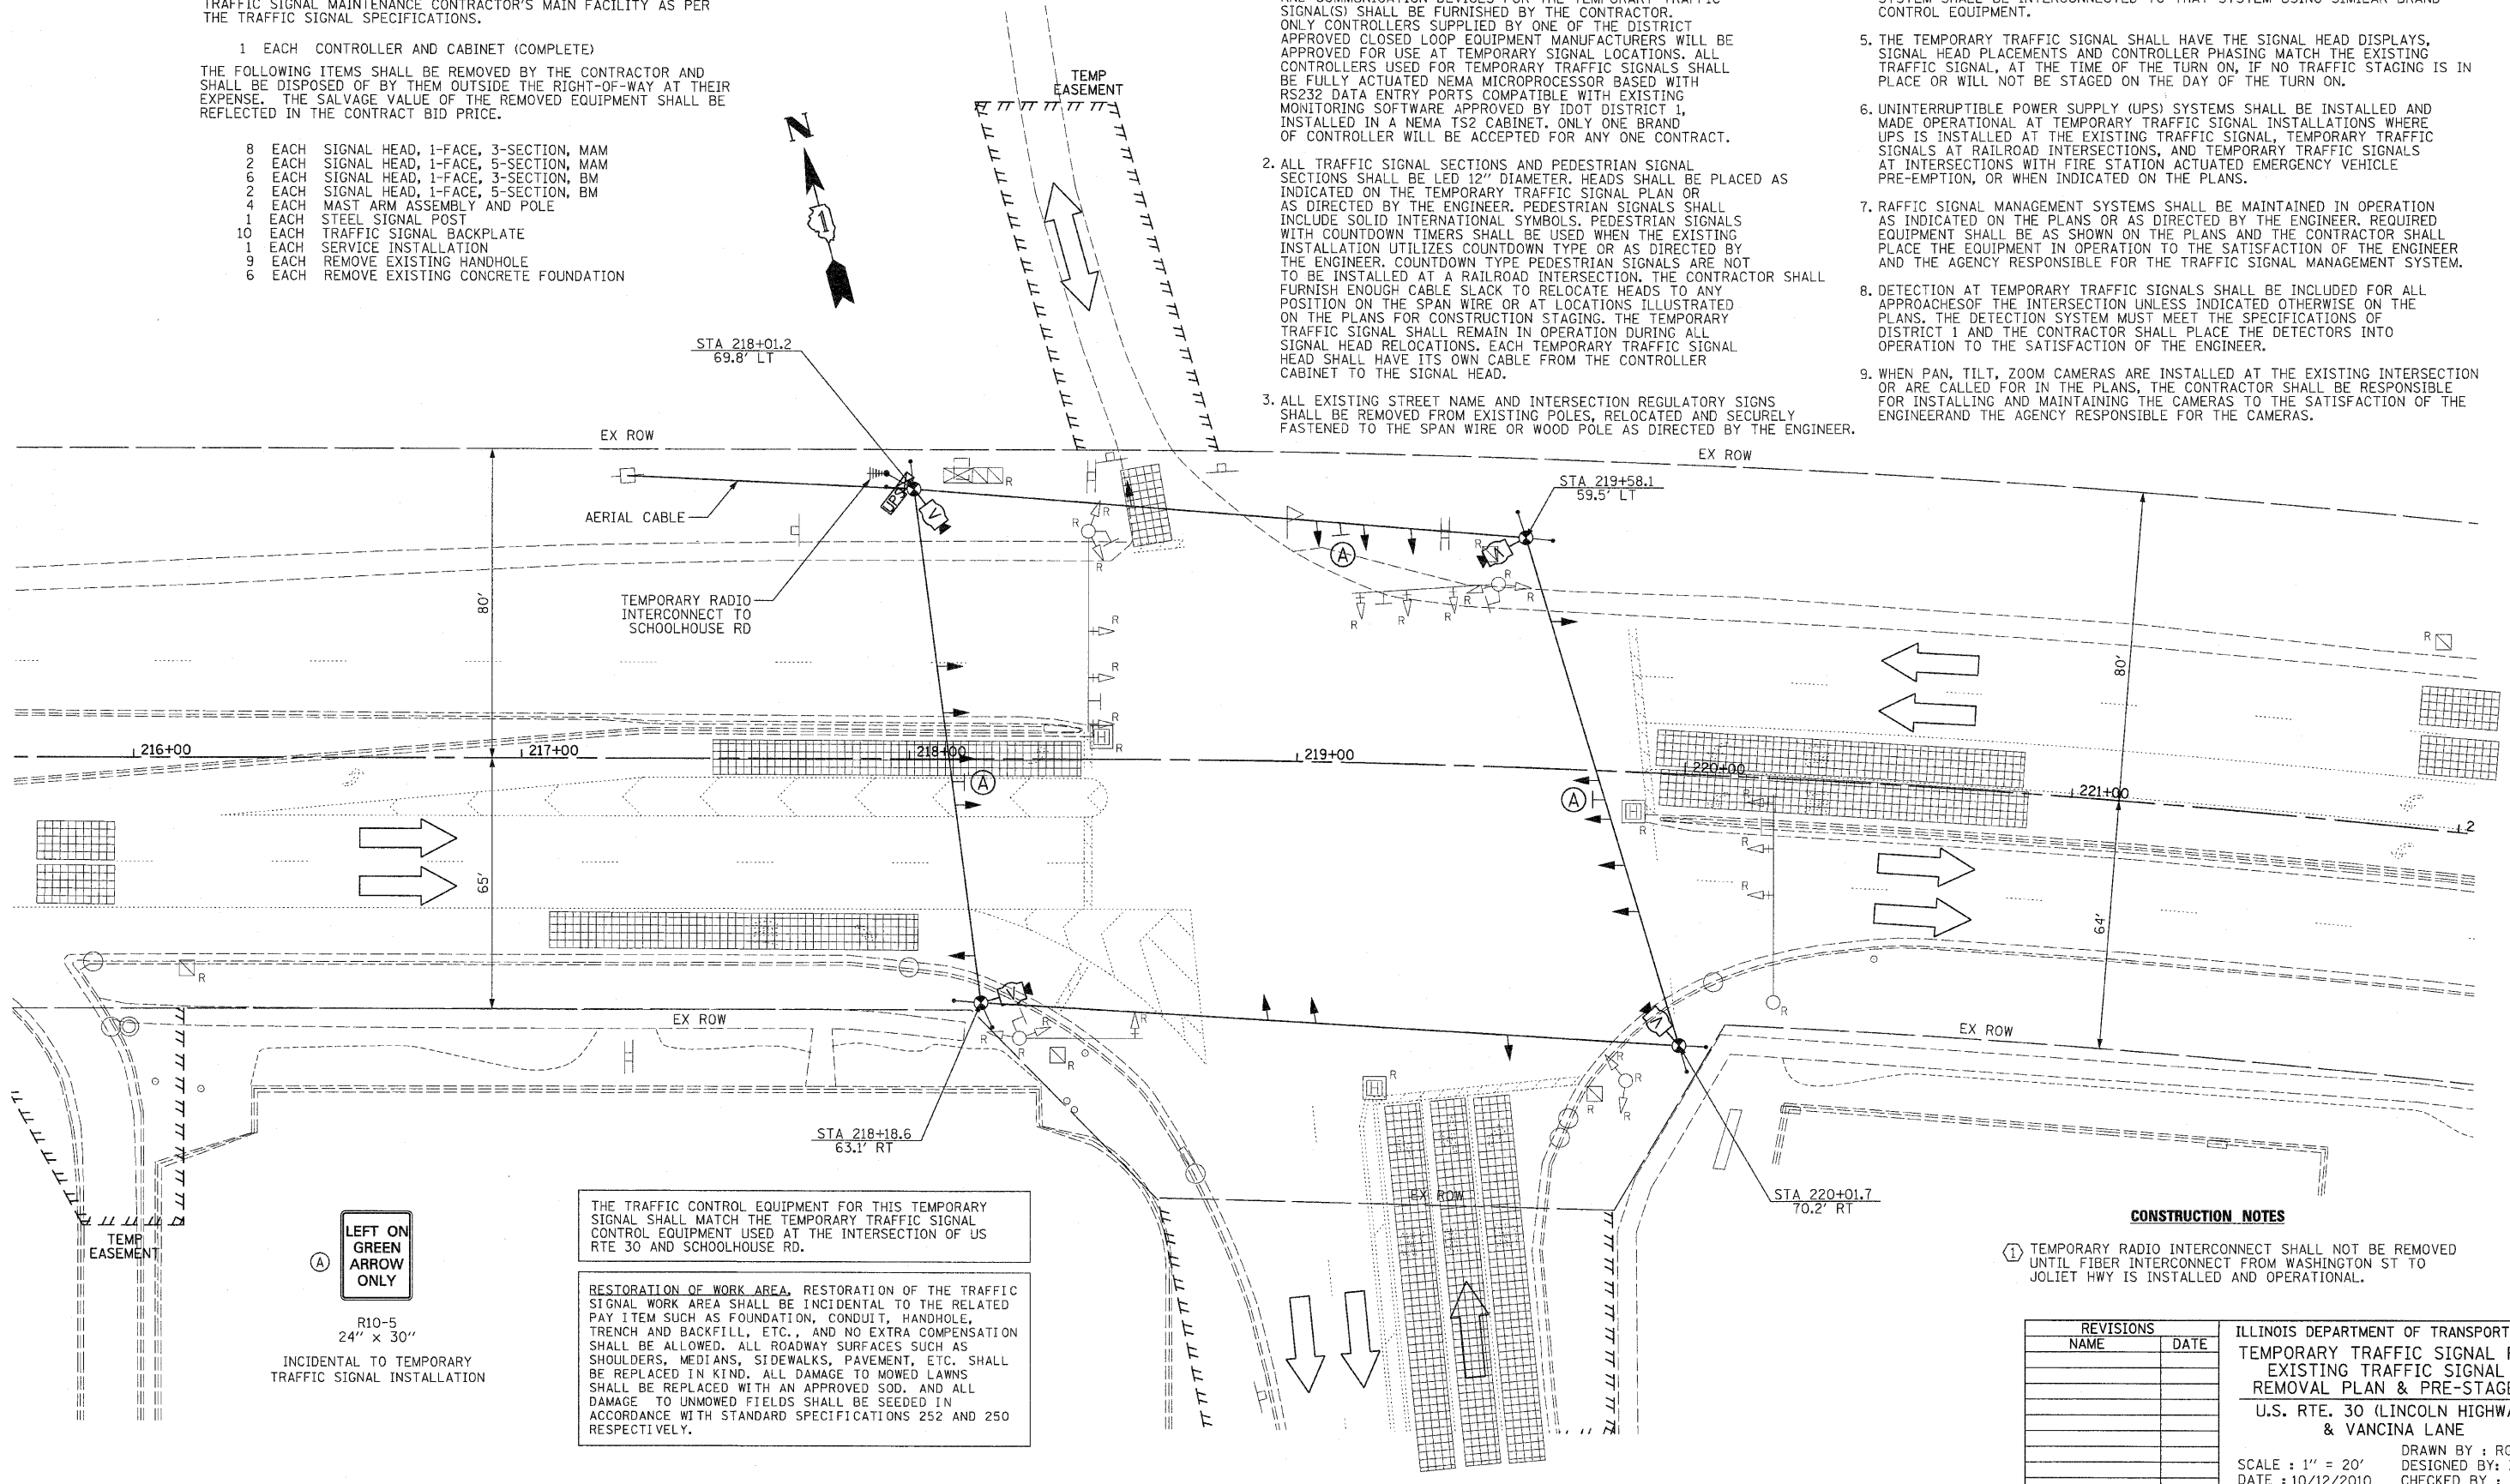 TRAFFIC SIGNAL MAINTENANCE CONTRACTOR'S MAIN FACILITY AS PER
THE TRAFFIC SIGNAL SPECIFICATIONS.
1 EACH CONTROLLER AND CABINET (COMPLETE)
THE FOLLOWING ITEMS SHALL BE REMOVED BY THE CONTRACTOR AND
SHALL BE DISPOSED OF BY THEM OUTSIDE THE RIGHT-OF-WAY AT THEIR
EXPENSE. THE SALVAGE VALUE OF THE REMOVED EQUIPMENT SHALL BE
REFLECTED IN THE CONTRACT BID PRICE.
8 EACH SIGNAL HEAD, 1-FACE, 3-SECTION, MAM
2 EACH SIGNAL HEAD, 1-FACE, 5-SECTION, MAM
6 EACH SIGNAL HEAD, 1-FACE, 3-SECTION, BM
2 EACH SIGNAL HEAD, 1-FACE, 5-SECTION, BM
4 EACH MAST ARM ASSEMBLY AND POLE
1 EACH STEEL SIGNAL POST
10 EACH TRAFFIC SIGNAL BACKPLATE
1 EACH SERVICE INSTALLATION
9 EACH REMOVE EXISTING HANDHOLE
6 EACH REMOVE EXISTING CONCRETE FOUNDATION
N
1
TEMP
EASEMENT
SIGNAL(S) SHALL BE FURNISHED BY THE CONTRACTOR.
ONLY CONTROLLERS SUPPLIED BY ONE OF THE DISTRICT
APPROVED CLOSED LOOP EQUIPMENT MANUFACTURERS WILL BE
APPROVED FOR USE AT TEMPORARY SIGNAL LOCATIONS. ALL
CONTROLLERS USED FOR TEMPORARY TRAFFIC SIGNALS SHALL
BE FULLY ACTUATED NEMA MICROPROCESSOR BASED WITH
RS232 DATA ENTRY PORTS COMPATIBLE WITH EXISTING
MONITORING SOFTWARE APPROVED BY IDOT DISTRICT 1,
INSTALLED IN A NEMA TS2 CABINET. ONLY ONE BRAND
OF CONTROLLER WILL BE ACCEPTED FOR ANY ONE CONTRACT.
2. ALL TRAFFIC SIGNAL SECTIONS AND PEDESTRIAN SIGNAL
SECTIONS SHALL BE LED 12" DIAMETER. HEADS SHALL BE PLACED AS
INDICATED ON THE TEMPORARY TRAFFIC SIGNAL PLAN OR
AS DIRECTED BY THE ENGINEER. PEDESTRIAN SIGNALS SHALL
INCLUDE SOLID INTERNATIONAL SYMBOLS. PEDESTRIAN SIGNALS
WITH COUNTDOWN TIMERS SHALL BE USED WHEN THE EXISTING
INSTALLATION UTILIZES COUNTDOWN TYPE OR AS DIRECTED BY
THE ENGINEER. COUNTDOWN TYPE PEDESTRIAN SIGNALS ARE NOT
TO BE INSTALLED AT A RAILROAD INTERSECTION. THE CONTRACTOR SHALL
FURNISH ENOUGH CABLE SLACK TO RELOCATE HEADS TO ANY
POSITION ON THE SPAN WIRE OR AT LOCATIONS ILLUSTRATED
ON THE PLANS FOR CONSTRUCTION STAGING. THE TEMPORARY
TRAFFIC SIGNAL SHALL REMAIN IN OPERATION DURING ALL
SIGNAL HEAD RELOCATIONS. EACH TEMPORARY TRAFFIC SIGNAL
HEAD SHALL HAVE ITS OWN CABLE FROM THE CONTROLLER
CABINET TO THE SIGNAL HEAD.
3. ALL EXISTING STREET NAME AND INTERSECTION REGULATORY SIGNS
SHALL BE REMOVED FROM EXISTING POLES, RELOCATED AND SECURELY
FASTENED TO THE SPAN WIRE OR WOOD POLE AS DIRECTED BY THE ENGINEER.
SYSTEM SHALL BE INTERCONNECTED TO THAT SYSTEM USING SIMILAR BRAND
CONTROL EQUIPMENT.
5. THE TEMPORARY TRAFFIC SIGNAL SHALL HAVE THE SIGNAL HEAD DISPLAYS,
SIGNAL HEAD PLACEMENTS AND CONTROLLER PHASING MATCH THE EXISTING
TRAFFIC SIGNAL, AT THE TIME OF THE TURN ON, IF NO TRAFFIC STAGING IS IN
PLACE OR WILL NOT BE STAGED ON THE DAY OF THE TURN ON.
6. UNINTERRUPTIBLE POWER SUPPLY (UPS) SYSTEMS SHALL BE INSTALLED AND
MADE OPERATIONAL AT TEMPORARY TRAFFIC SIGNAL INSTALLATIONS WHERE
UPS IS INSTALLED AT THE EXISTING TRAFFIC SIGNAL, TEMPORARY TRAFFIC
SIGNALS AT RAILROAD INTERSECTIONS, AND TEMPORARY TRAFFIC SIGNALS
AT INTERSECTIONS WITH FIRE STATION ACTUATED EMERGENCY VEHICLE
PRE-EMPTION, OR WHEN INDICATED ON THE PLANS.
7. RAFFIC SIGNAL MANAGEMENT SYSTEMS SHALL BE MAINTAINED IN OPERATION
AS INDICATED ON THE PLANS OR AS DIRECTED BY THE ENGINEER. REQUIRED
EQUIPMENT SHALL BE AS SHOWN ON THE PLANS AND THE CONTRACTOR SHALL
PLACE THE EQUIPMENT IN OPERATION TO THE SATISFACTION OF THE ENGINEER
AND THE AGENCY RESPONSIBLE FOR THE TRAFFIC SIGNAL MANAGEMENT SYSTEM.
8. DETECTION AT TEMPORARY TRAFFIC SIGNALS SHALL BE INCLUDED FOR ALL
APPROACHESOF THE INTERSECTION UNLESS INDICATED OTHERWISE ON THE
PLANS. THE DETECTION SYSTEM MUST MEET THE SPECIFICATIONS OF
DISTRICT 1 AND THE CONTRACTOR SHALL PLACE THE DETECTORS INTO
OPERATION TO THE SATISFACTION OF THE ENGINEER.
9. WHEN PAN, TILT, ZOOM CAMERAS ARE INSTALLED AT THE EXISTING INTERSECTION
OR ARE CALLED FOR IN THE PLANS, THE CONTRACTOR SHALL BE RESPONSIBLE
FOR INSTALLING AND MAINTAINING THE CAMERAS TO THE SATISFACTION OF THE
ENGINEERAND THE AGENCY RESPONSIBLE FOR THE CAMERAS.
STA 218+01.2
69.8' LT
EX ROW
EX ROW
STA 219+58.1
59.5' LT
AERIAL CABLE
UPS
TEMPORARY RADIO
INTERCONNECT TO
SCHOOLHOUSE RD
80'
80'
216+00
217+00
218+00
219+00
220+00
221+00
2
A
A
A
65'
64'
EX ROW
EX ROW
EX ROW
STA 218+18.6
63.1' RT
STA 220+01.7
70.2' RT
TEMP
EASEMENT
A
LEFT ON
GREEN
ARROW
ONLY
R10-5
24" x 30"
INCIDENTAL TO TEMPORARY
TRAFFIC SIGNAL INSTALLATION
THE TRAFFIC CONTROL EQUIPMENT FOR THIS TEMPORARY
SIGNAL SHALL MATCH THE TEMPORARY TRAFFIC SIGNAL
CONTROL EQUIPMENT USED AT THE INTERSECTION OF US
RTE 30 AND SCHOOLHOUSE RD.
RESTORATION OF WORK AREA. RESTORATION OF THE TRAFFIC
SIGNAL WORK AREA SHALL BE INCIDENTAL TO THE RELATED
PAY ITEM SUCH AS FOUNDATION, CONDUIT, HANDHOLE,
TRENCH AND BACKFILL, ETC., AND NO EXTRA COMPENSATION
SHALL BE ALLOWED. ALL ROADWAY SURFACES SUCH AS
SHOULDERS, MEDIANS, SIDEWALKS, PAVEMENT, ETC. SHALL
BE REPLACED IN KIND. ALL DAMAGE TO MOWED LAWNS
SHALL BE REPLACED WITH AN APPROVED SOD. AND ALL
DAMAGE TO UNMOWED FIELDS SHALL BE SEEDED IN
ACCORDANCE WITH STANDARD SPECIFICATIONS 252 AND 250
RESPECTIVELY.
CONSTRUCTION NOTES
1 TEMPORARY RADIO INTERCONNECT SHALL NOT BE REMOVED
UNTIL FIBER INTERCONNECT FROM WASHINGTON ST TO
JOLIET HWY IS INSTALLED AND OPERATIONAL.
REVISIONS
NAME DATE
ILLINOIS DEPARTMENT OF TRANSPORT
TEMPORARY TRAFFIC SIGNAL
EXISTING TRAFFIC SIGNAL
REMOVAL PLAN & PRE-STAGE
U.S. RTE. 30 (LINCOLN HIGHWA
& VANCINA LANE
DRAWN BY : RO
SCALE : 1" = 20' DESIGNED BY:
DATE : 10/12/2010 CHECKED BY :